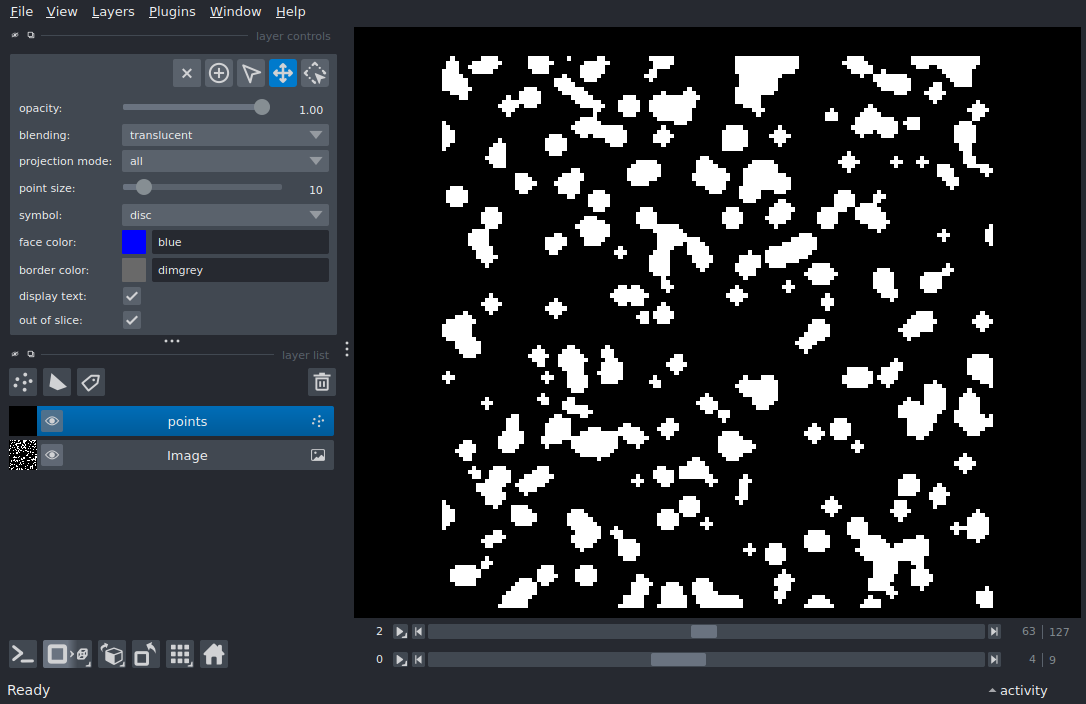 File View Layers Plugins Window Help
layer controls
opacity: 1.00
blending: translucent
projection mode: all
point size: 10
symbol: disc
face color: blue
border color: dimgrey
display text:
out of slice:
layer list
points
Image
2 63 127
0 4 9
Ready activity